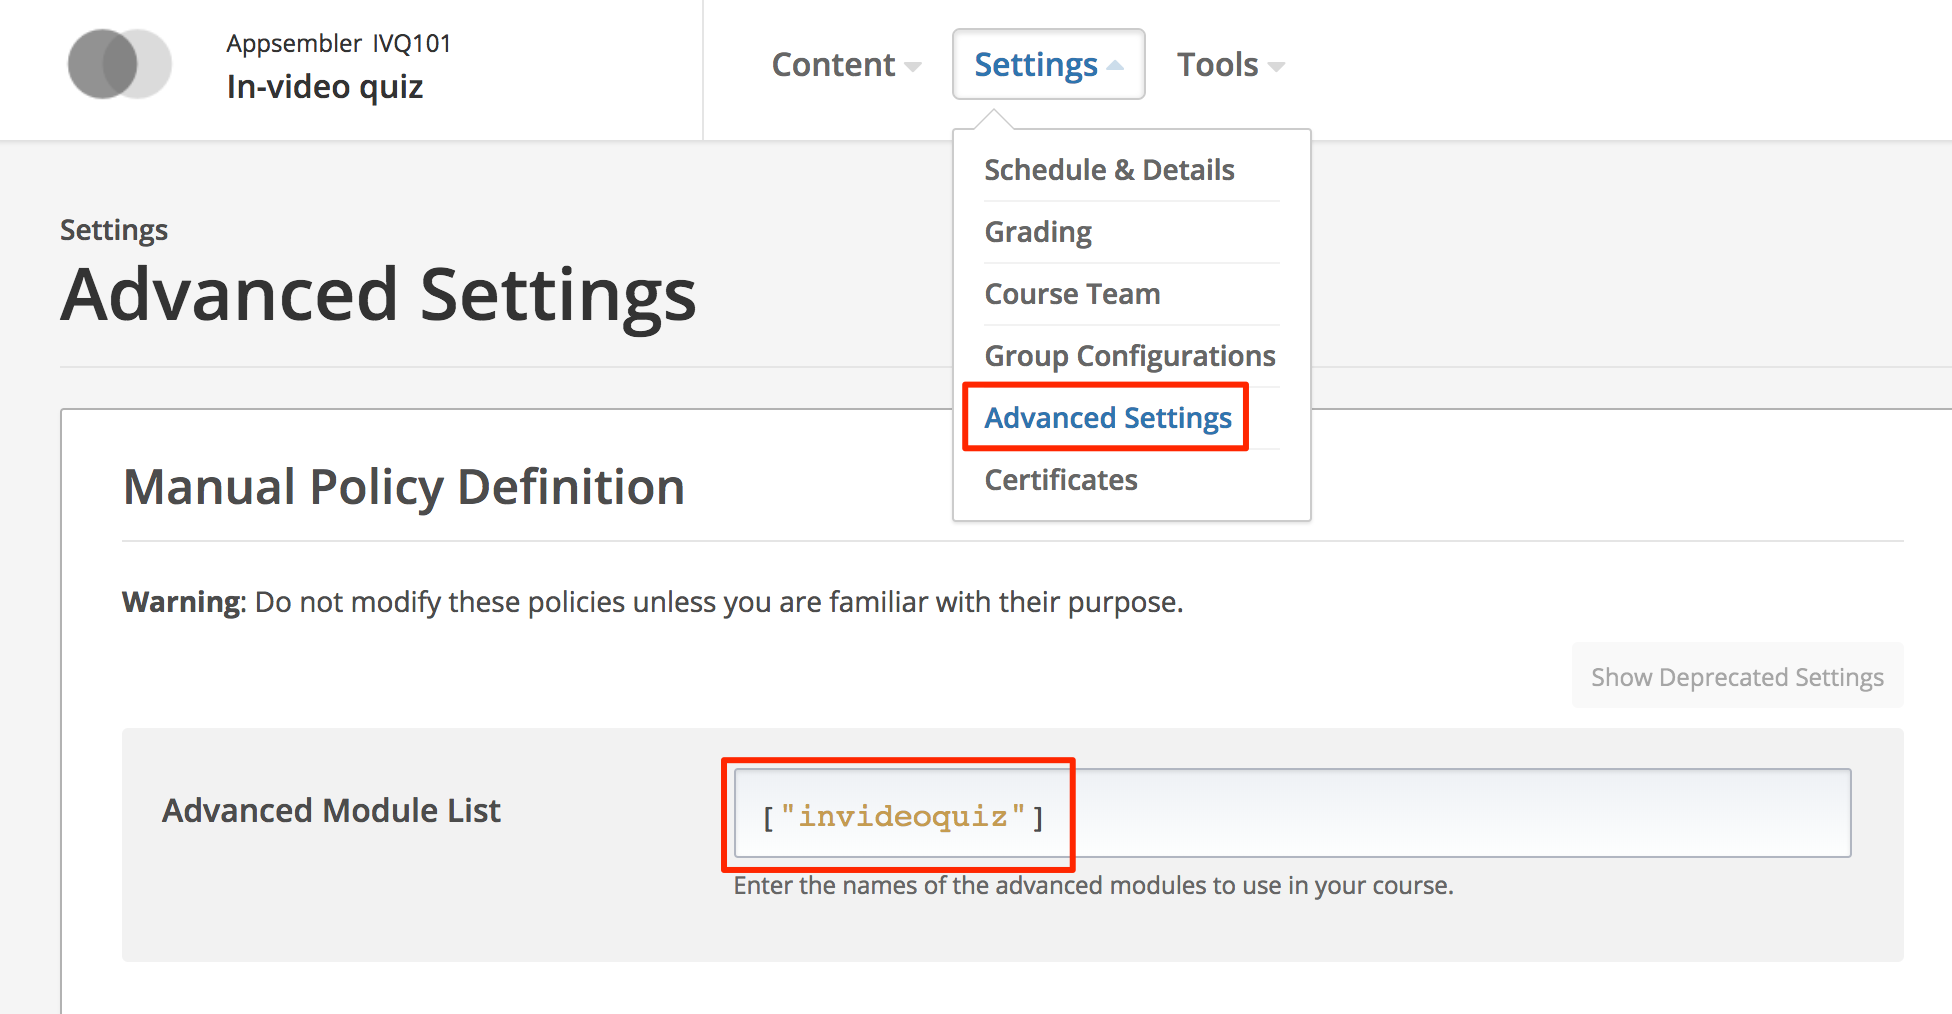 Appsembler IVQ101
In-video quiz
Content
Settings
Tools
Schedule & Details
Grading
Course Team
Group Configurations
Advanced Settings
Certificates
Settings
Advanced Settings
Manual Policy Definition
Warning: Do not modify these policies unless you are familiar with their purpose.
Show Deprecated Settings
Advanced Module List
["invideoquiz"]
Enter the names of the advanced modules to use in your course.